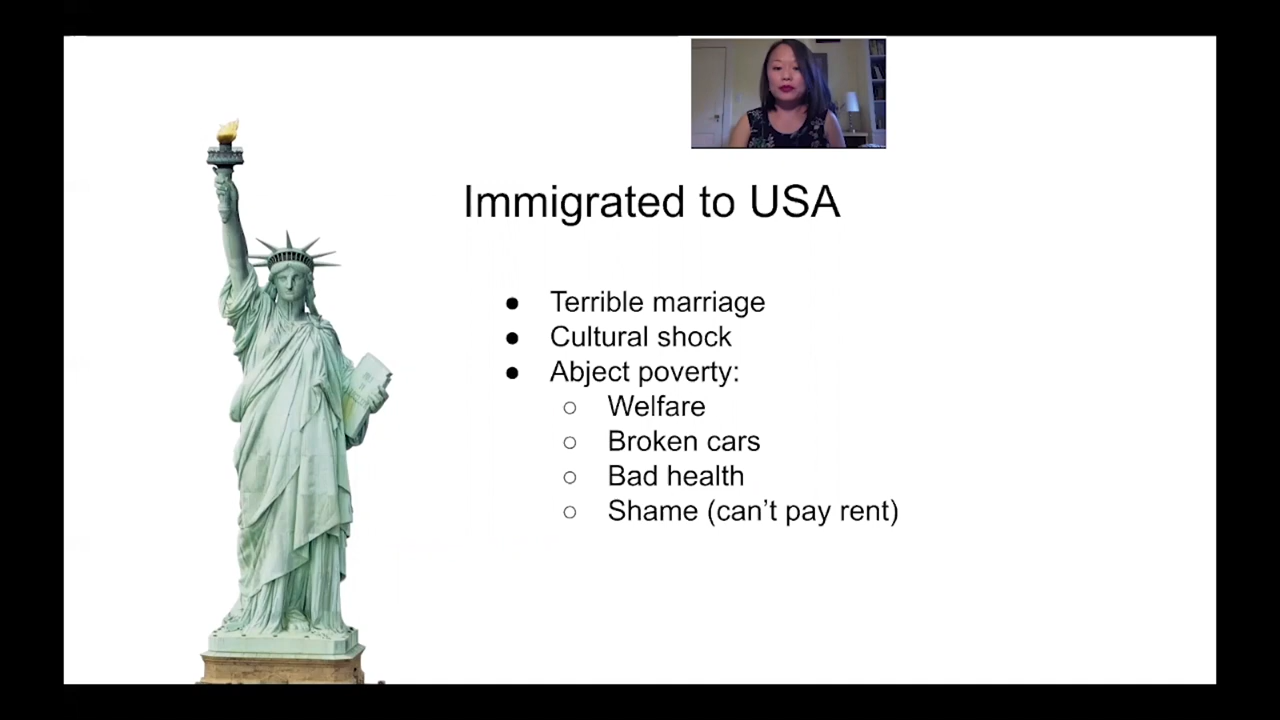 Immigrated to USA
● Terrible marriage
● Cultural shock
● Abject poverty:
○ Welfare
○ Broken cars
○ Bad health
○ Shame (can’t pay rent)